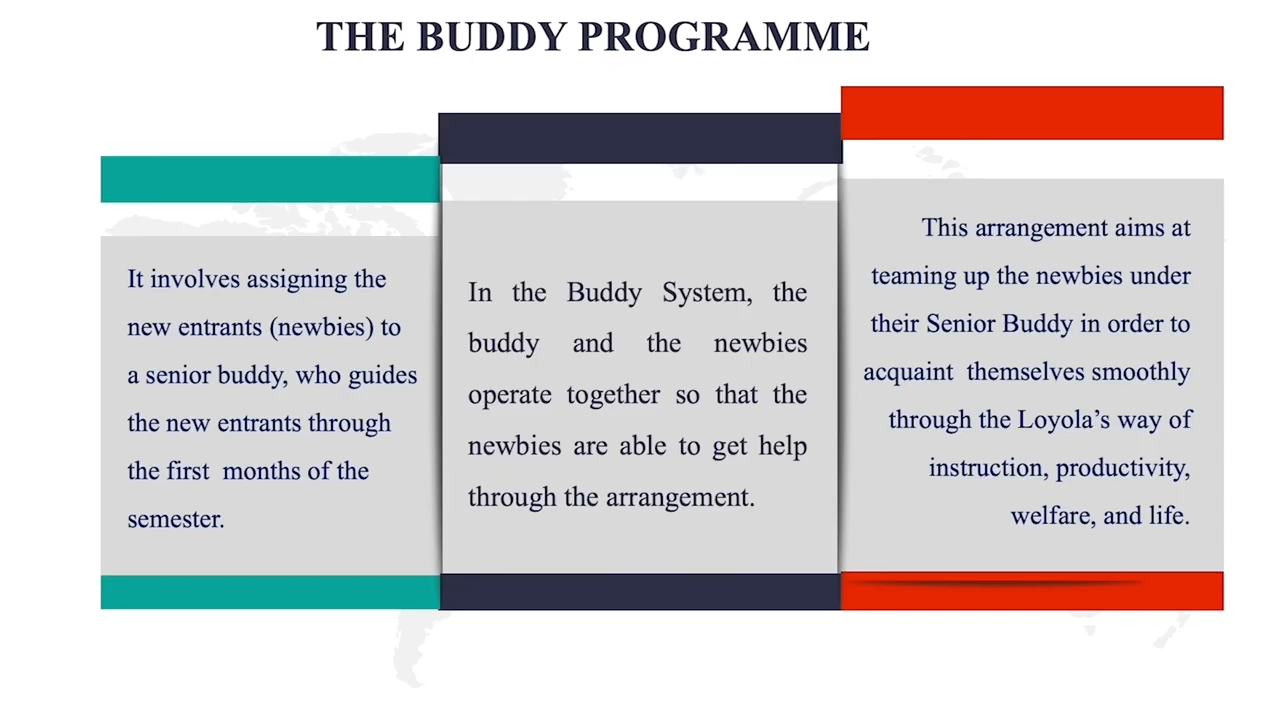 THE BUDDY PROGRAMME
It involves assigning the
new entrants (newbies) to
a senior buddy, who guides
the new entrants through
the first months of the
semester.
In the Buddy System, the
buddy and the newbies
operate together so that the
newbies are able to get help
through the arrangement.
This arrangement aims at
teaming up the newbies under
their Senior Buddy in order to
acquaint themselves smoothly
through the Loyola’s way of
instruction, productivity,
welfare, and life.